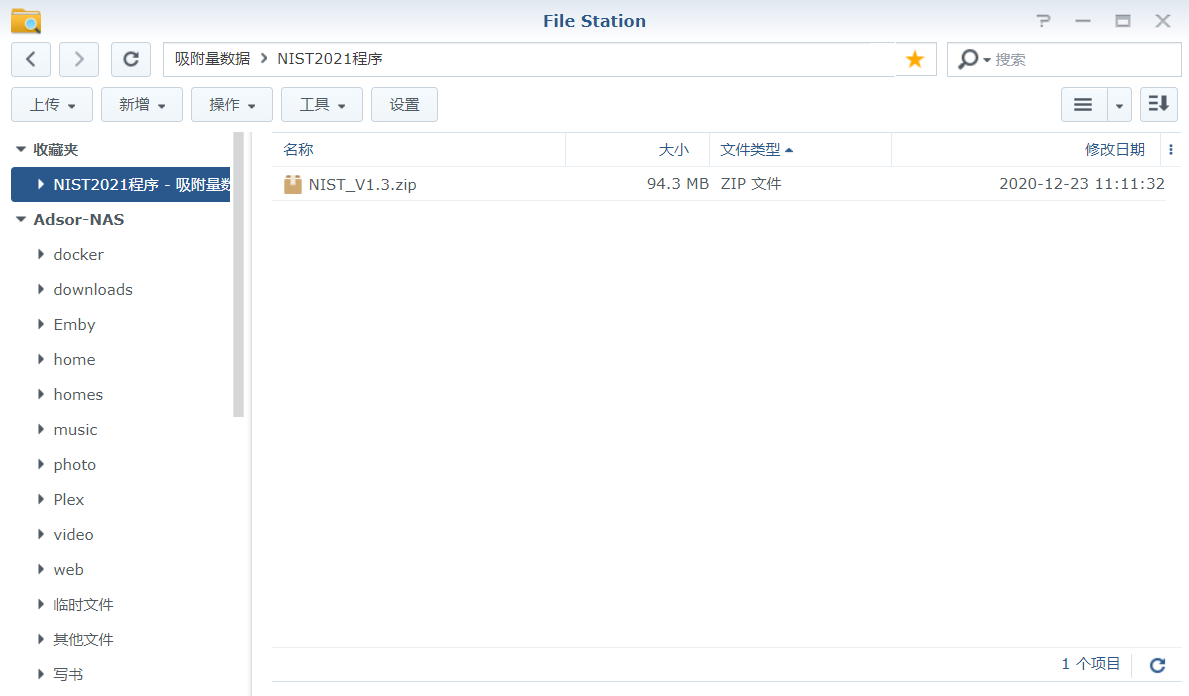 File Station
吸附量数据 NIST2021程序
搜索
上传 新增 操作 工具 设置
收藏夹
NIST2021程序 - 吸附量数
Adsor-NAS
docker
downloads
Emby
home
homes
music
photo
Plex
video
web
临时文件
其他文件
写书
名称 大小 文件类型 修改日期
NIST_V1.3.zip 94.3 MB ZIP 文件 2020-12-23 11:11:32
1 个项目